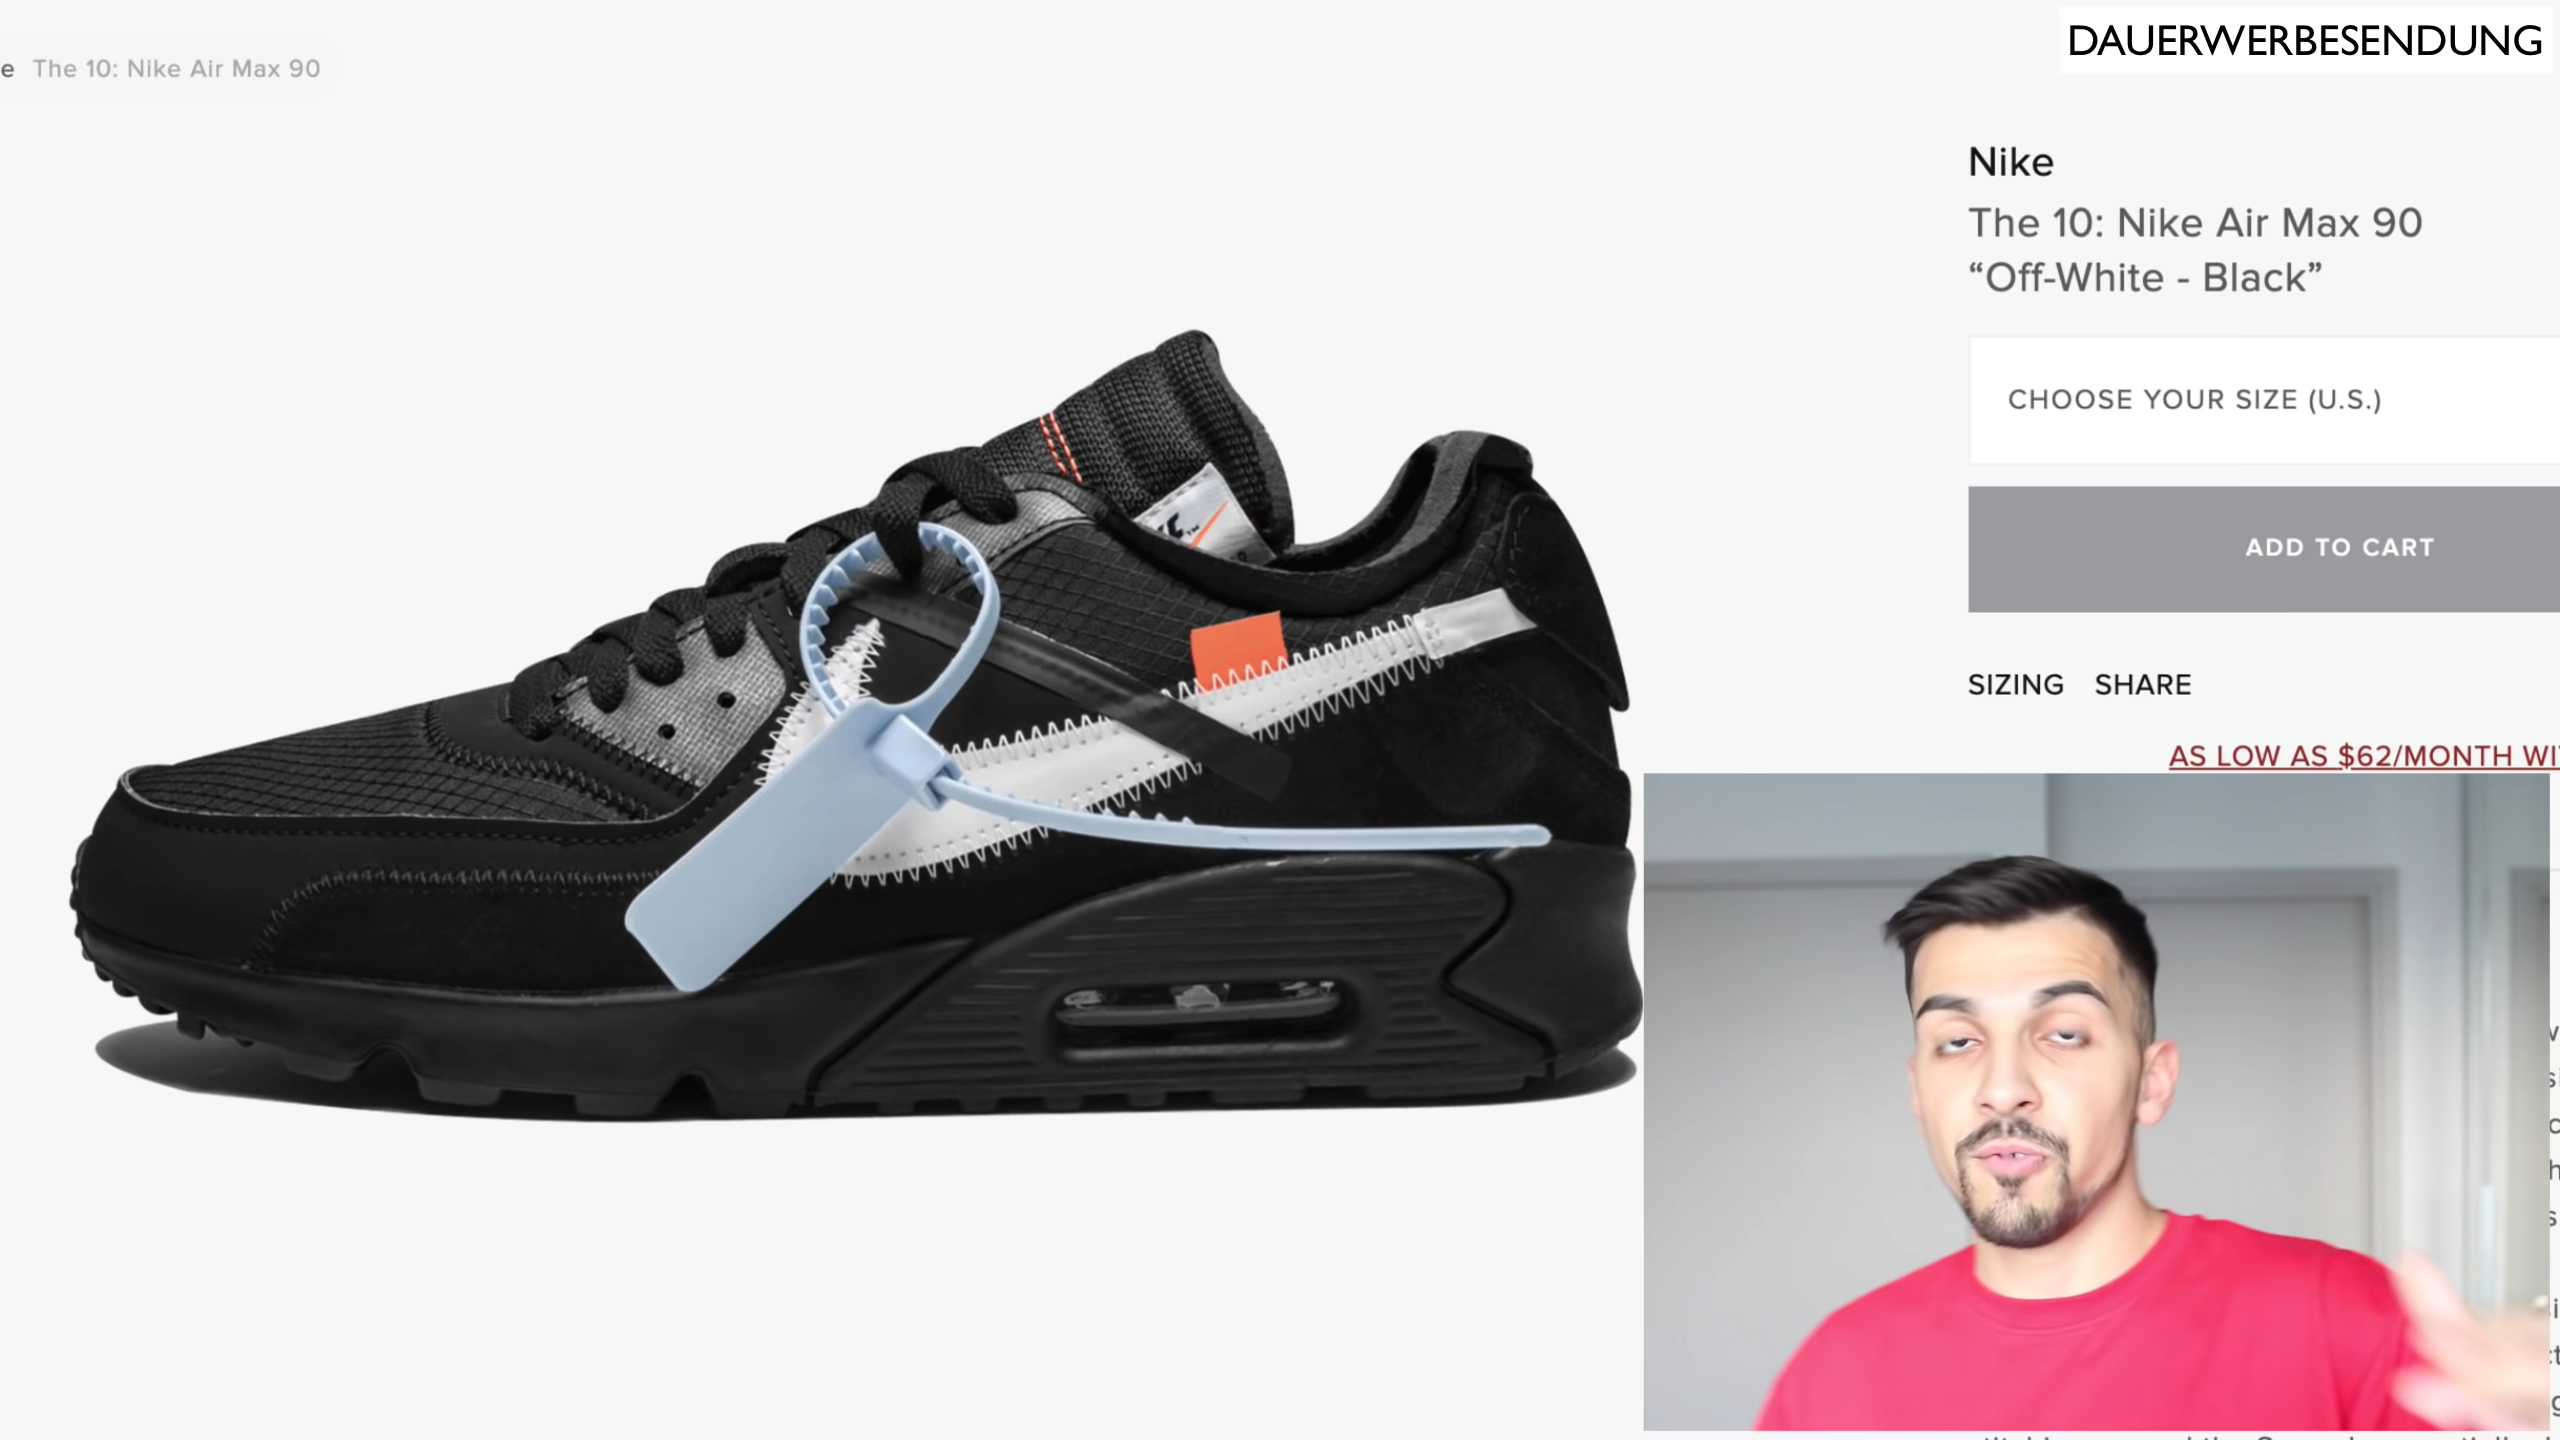 DAUERWERBESENDUNG
e The 10: Nike Air Max 90
Nike
The 10: Nike Air Max 90
“Off-White - Black”
CHOOSE YOUR SIZE (U.S.)
ADD TO CART
SIZING SHARE
AS LOW AS $62/MONTH